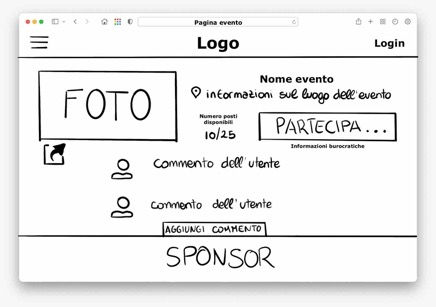 Pagina evento
Logo
Login
FOTO
Nome evento
informazioni sul luogo dell'evento
Numero posti
disponibili
10/25
PARTECIPA...
Informazioni burocratiche
Commento dell'utente
Commento dell'utente
AGGIUNGI COMMENTO
SPONSOR